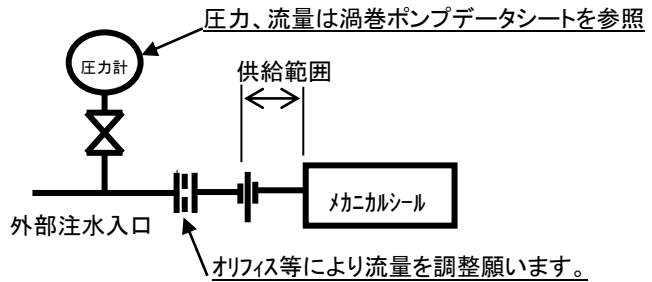 圧力、流量は渦巻ポンプデータシートを参照
圧力計
供給範囲
ﾒｶﾆｶﾙｼｰﾙ
外部注水入口
ｵﾘﾌｨｽ等により流量を調整願います。